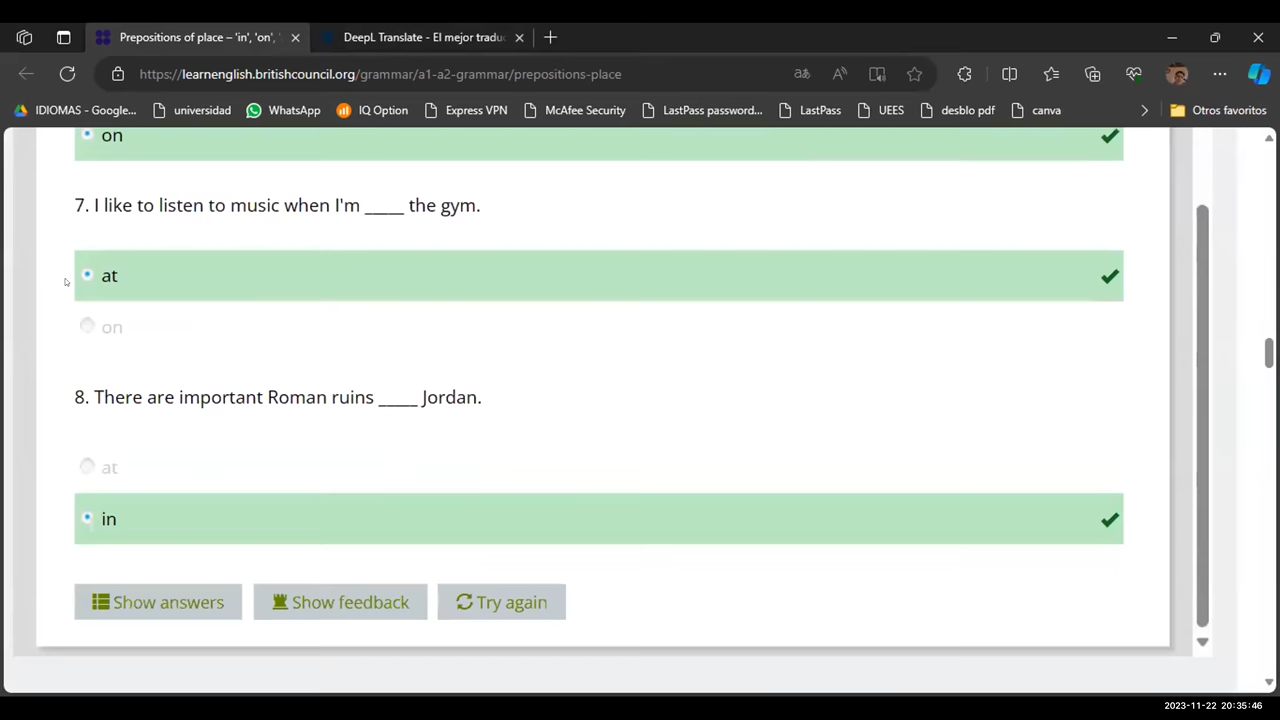 Prepositions of place – 'in', 'on', '
DeepL Translate - El mejor traduc
https://learnenglish.britishcouncil.org/grammar/a1-a2-grammar/prepositions-place
IDIOMAS - Google... universidad WhatsApp IQ Option Express VPN McAfee Security LastPass password... LastPass UEES desblo pdf canva Otros favoritos
on
7. I like to listen to music when I'm _____ the gym.
at
on
8. There are important Roman ruins _____ Jordan.
at
in
Show answers Show feedback Try again
2023-11-22 20:35:46